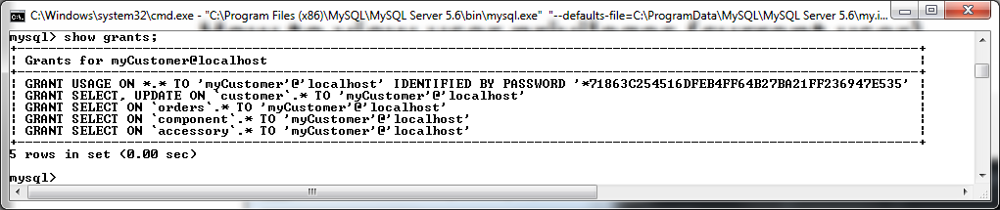 C:\Windows\system32\cmd.exe - "C:\Program Files (x86)\MySQL\MySQL Server 5.6\bin\mysql.exe" "--defaults-file=C:\ProgramData\MySQL\MySQL Server 5.6\my.i...
mysql> show grants;
Grants for myCustomer@localhost
GRANT USAGE ON *.* TO 'myCustomer'@'localhost' IDENTIFIED BY PASSWORD '*71863C254516DFEB4FF64B27BA21FF236947E535'
GRANT SELECT, UPDATE ON `customer`.* TO 'myCustomer'@'localhost'
GRANT SELECT ON `orders`.* TO 'myCustomer'@'localhost'
GRANT SELECT ON `component`.* TO 'myCustomer'@'localhost'
GRANT SELECT ON `accessory`.* TO 'myCustomer'@'localhost'
5 rows in set (0.00 sec)
mysql>